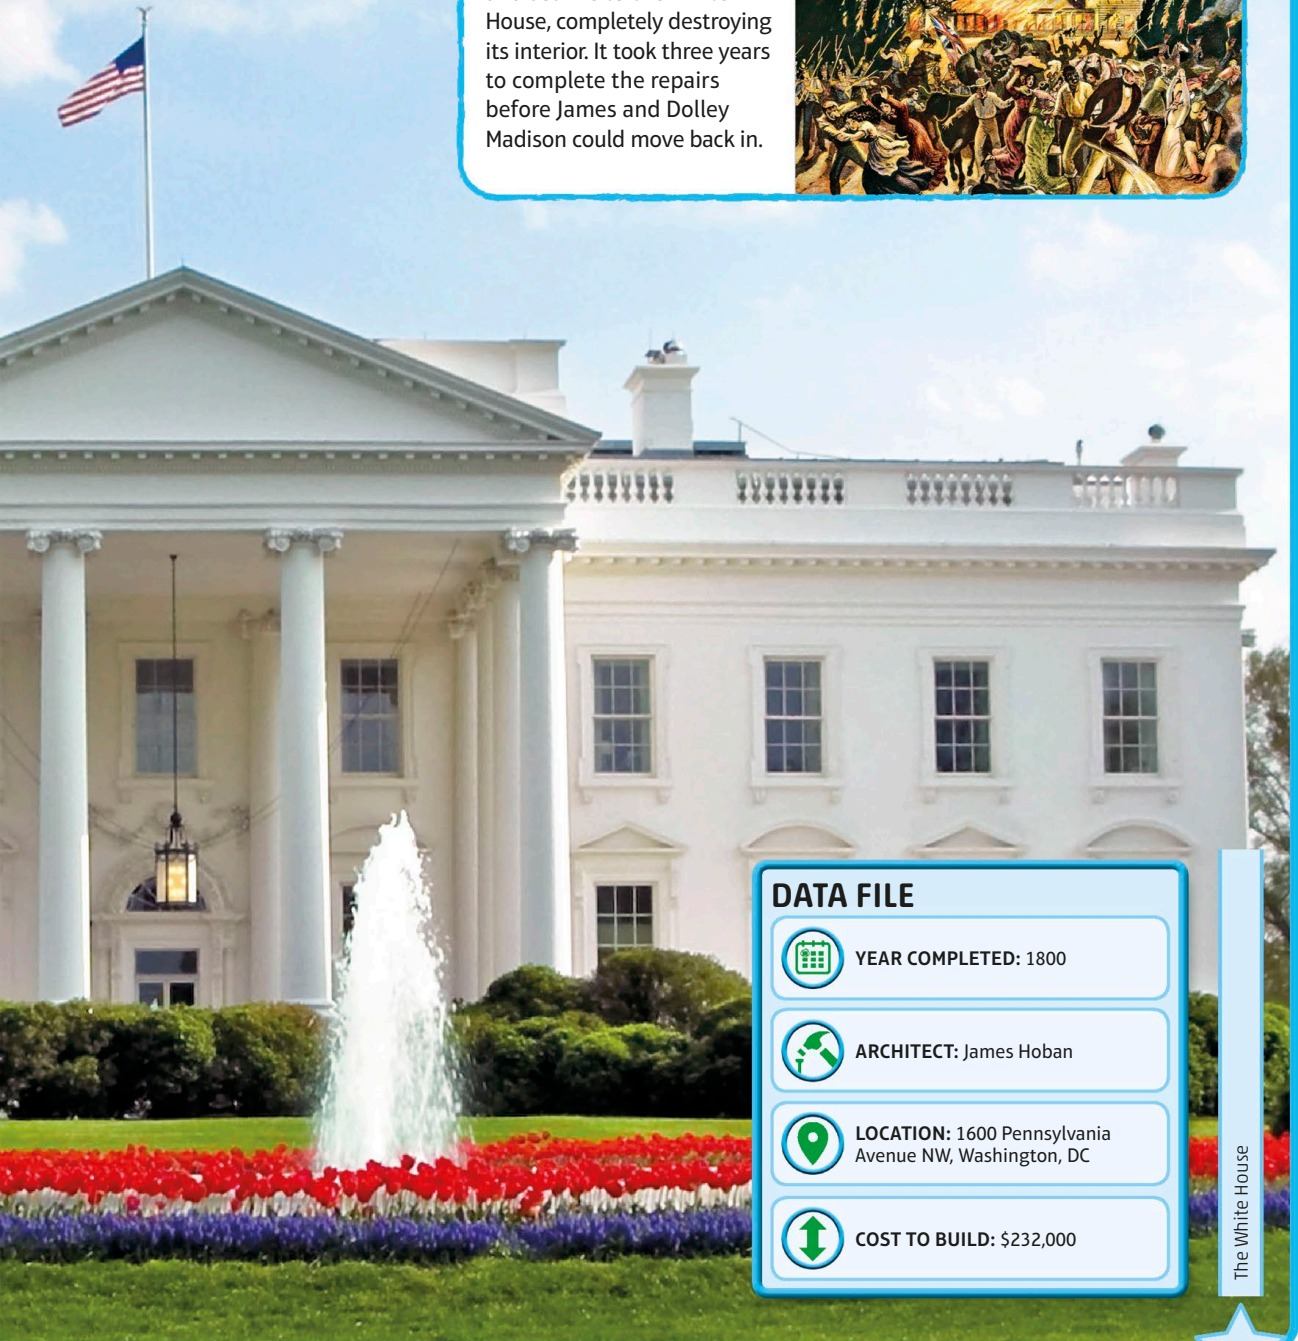 House, completely destroying
its interior. It took three years
to complete the repairs
before James and Dolley
Madison could move back in.
DATA FILE
YEAR COMPLETED: 1800
ARCHITECT: James Hoban
LOCATION: 1600 Pennsylvania
Avenue NW, Washington, DC
COST TO BUILD: $232,000
The White House